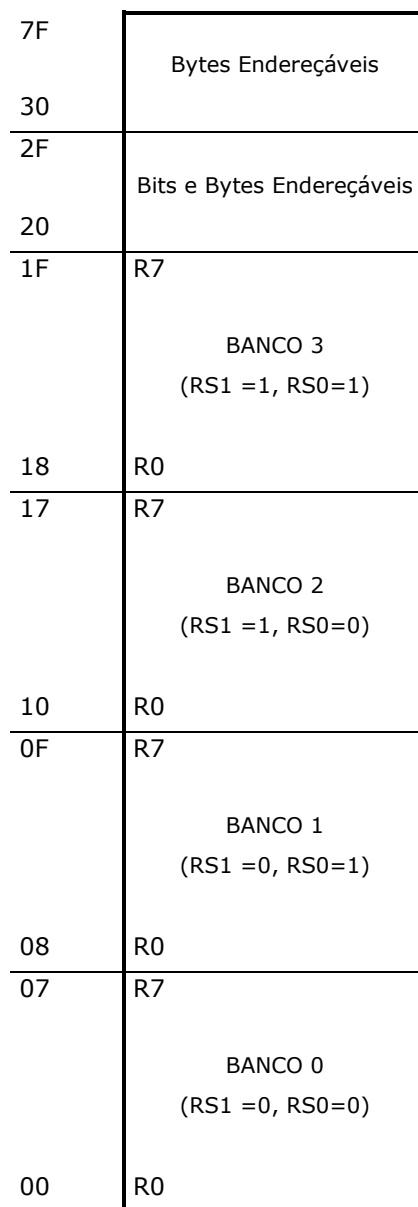 7F
Bytes Endereçáveis
30
2F
Bits e Bytes Endereçáveis
20
1F R7
BANCO 3
(RS1 =1, RS0=1)
18 R0
17 R7
BANCO 2
(RS1 =1, RS0=0)
10 R0
0F R7
BANCO 1
(RS1 =0, RS0=1)
08 R0
07 R7
BANCO 0
(RS1 =0, RS0=0)
00 R0